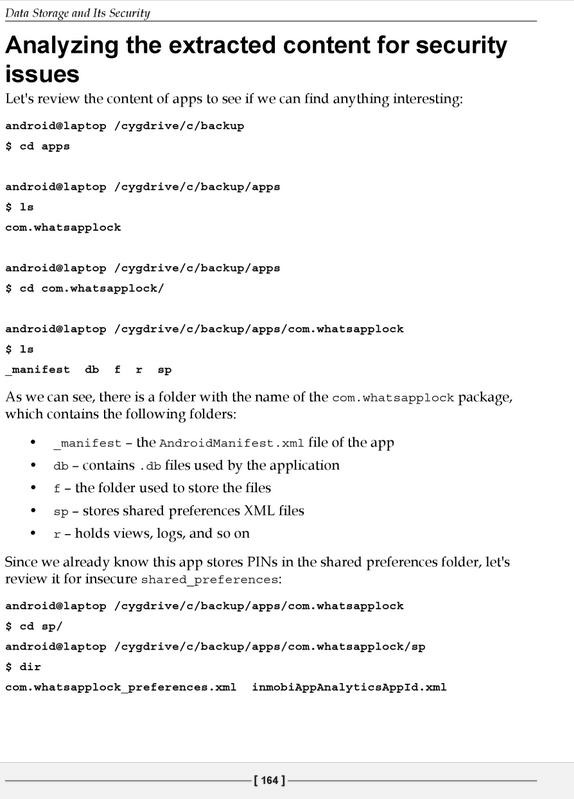 Data Storage and Its Security
Analyzing the extracted content for security
issues
Let's review the content of apps to see if we can find anything interesting:
android@laptop /cygdrive/c/backup
$ cd apps
android@laptop /cygdrive/c/backup/apps
$ ls
com.whatsapplock
android@laptop /cygdrive/c/backup/apps
$ cd com.whatsapplock/
android@laptop /cygdrive/c/backup/apps/com.whatsapplock
$ ls
_manifest  db  f  r  sp
As we can see, there is a folder with the name of the com.whatsapplock package,
which contains the following folders:
• _manifest – the AndroidManifest.xml file of the app
• db – contains .db files used by the application
• f – the folder used to store the files
• sp – stores shared preferences XML files
• r – holds views, logs, and so on
Since we already know this app stores PINs in the shared preferences folder, let's
review it for insecure shared_preferences:
android@laptop /cygdrive/c/backup/apps/com.whatsapplock
$ cd sp/
android@laptop /cygdrive/c/backup/apps/com.whatsapplock/sp
$ dir
com.whatsapplock_preferences.xml  inmobiAppAnalyticsAppId.xml
[ 164 ]